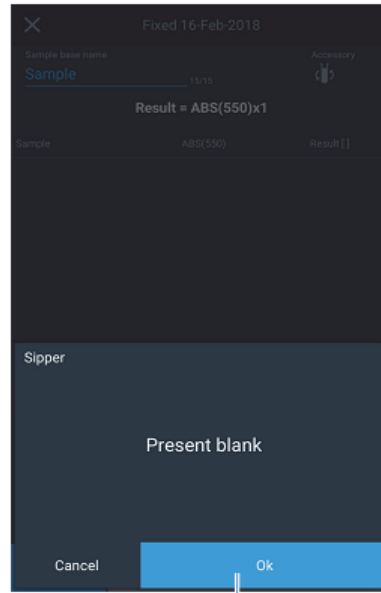 Fixed 16-Feb-2018
Sample base name
Accessory
Sample
15/15
Result = ABS(550)x1
Sample ABS(550) Result [ ]
Sipper
Present blank
Cancel Ok